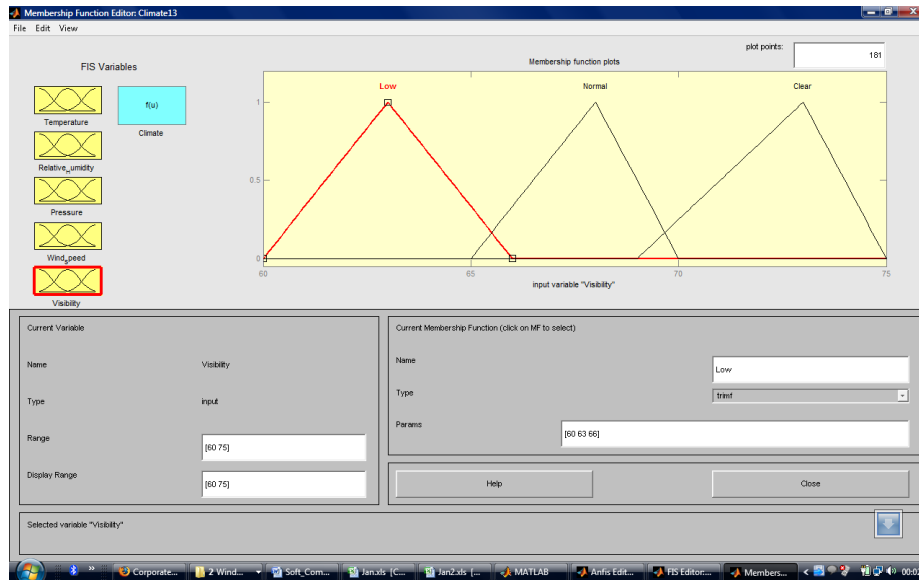 Membership Function Editor: Climate13
File Edit View
FIS Variables
Temperature
Relative_Humidity
Pressure
Wind_speed
Visibility
f(u)
Climate
plot points:
181
Membership function plots
Low
Normal
Clear
1
0.5
0
60
65
70
75
input variable "Visibility"
Current Variable
Name
Visibility
Type
input
Range
[60 75]
Display Range
[60 75]
Current Membership Function (click on MF to select)
Name
Low
Type
trimf
Params
[60 63 66]
Help
Close
Selected variable "Visibility"
Corporate...
2 Wind...
Soft_Com...
Jan.xls [C...
Jan2.xls [...
MATLAB
Anfis Edit...
FIS Editor:...
Members...